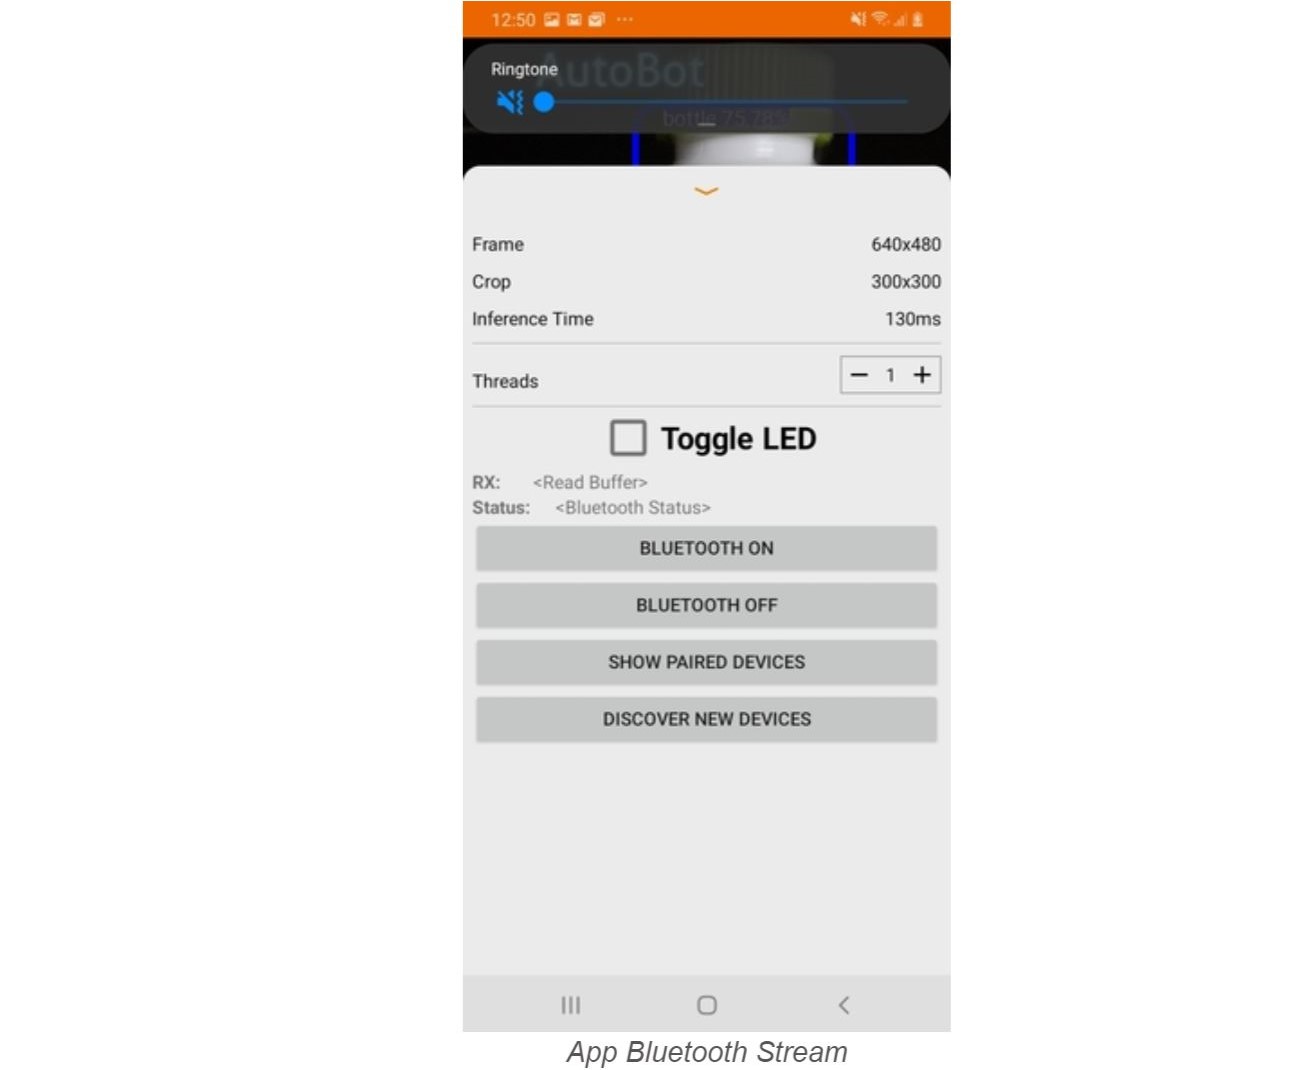 12:50
AutoBot
Ringtone
bottle 75.78%
Frame 640x480
Crop 300x300
Inference Time 130ms
Threads 1
Toggle LED
RX: <Read Buffer>
Status: <Bluetooth Status>
BLUETOOTH ON
BLUETOOTH OFF
SHOW PAIRED DEVICES
DISCOVER NEW DEVICES
App Bluetooth Stream